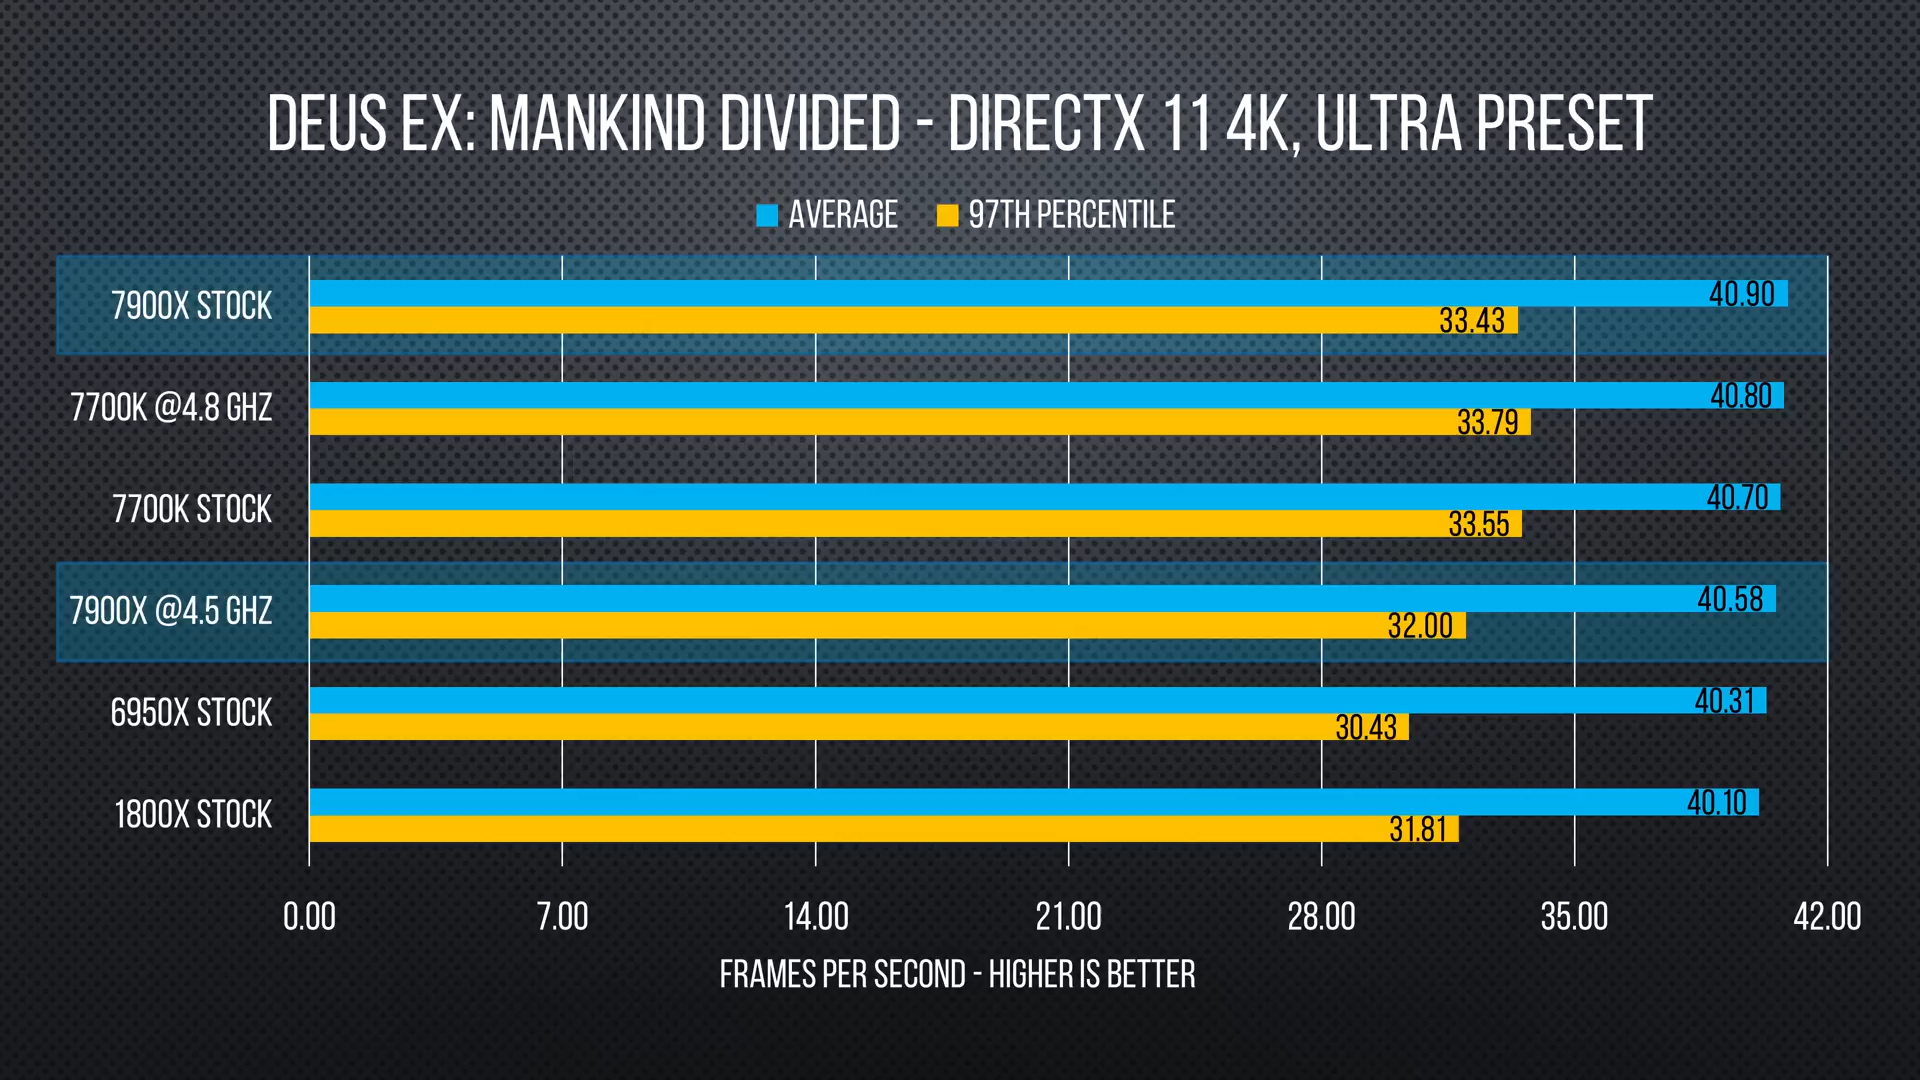 DEUS EX: MANKIND DIVIDED - DIRECTX 11 4K, ULTRA PRESET
AVERAGE 97TH PERCENTILE
7900X STOCK 40.90
33.43
7700K @4.8 GHZ 40.80
33.79
7700K STOCK 40.70
33.55
7900X @4.5 GHZ 40.58
32.00
6950X STOCK 40.31
30.43
1800X STOCK 40.10
31.81
0.00 7.00 14.00 21.00 28.00 35.00 42.00
FRAMES PER SECOND - HIGHER IS BETTER